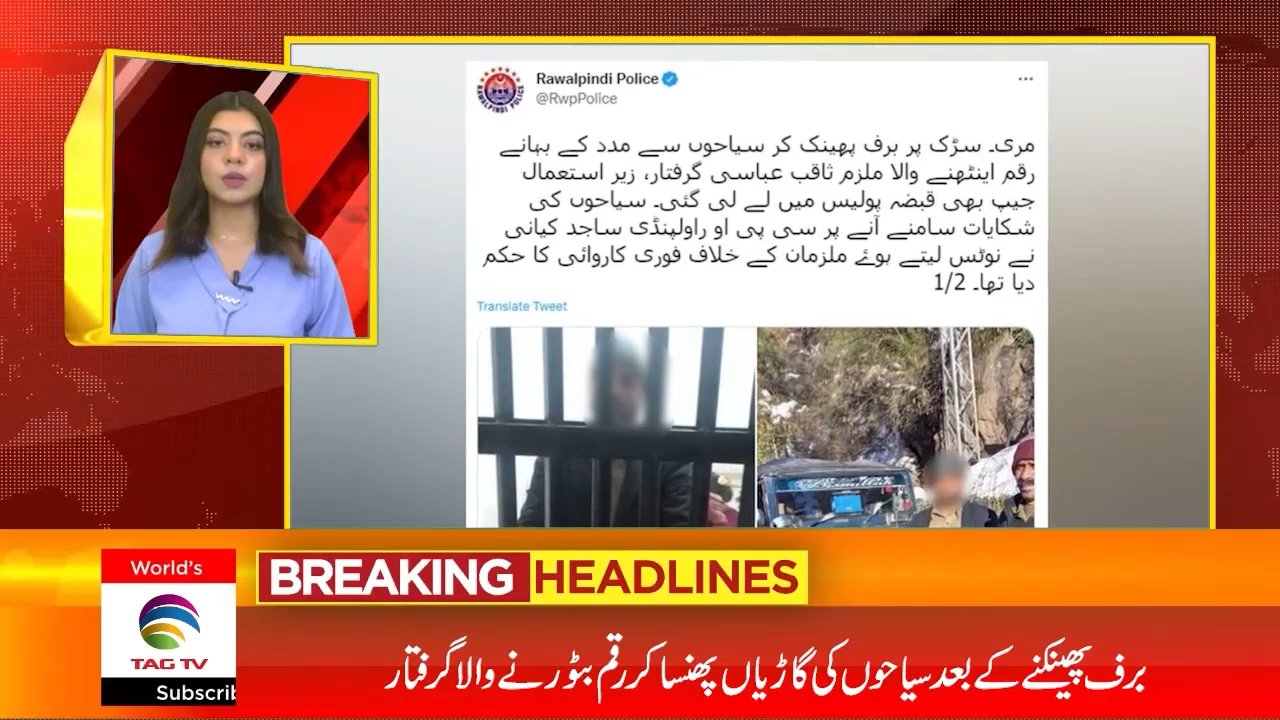 Rawalpindi Police
@RwpPolice
مری۔ سڑک پر برف پھینک کر سیاحوں سے مدد کے بہانے
رقم اینٹھنے والا ملزم ثاقب عباسی گرفتار، زیر استعمال
جیپ بھی قبضہ پولیس میں لے لی گئی۔ سیاحوں کی
شکایات سامنے آنے پر سی پی او راولپنڈی ساجد کیانی
نے نوٹس لیتے ہوۓ ملزمان کے خلاف فوری کاروائی کا حکم
دیا تھا۔ 1/2
Translate Tweet
World's
TAG TV
Subscrib
BREAKING HEADLINES
برف پھینکنے کے بعد سیاحوں کی گاڑیاں پھنسا کر رقم بٹورنے والا گرفتار